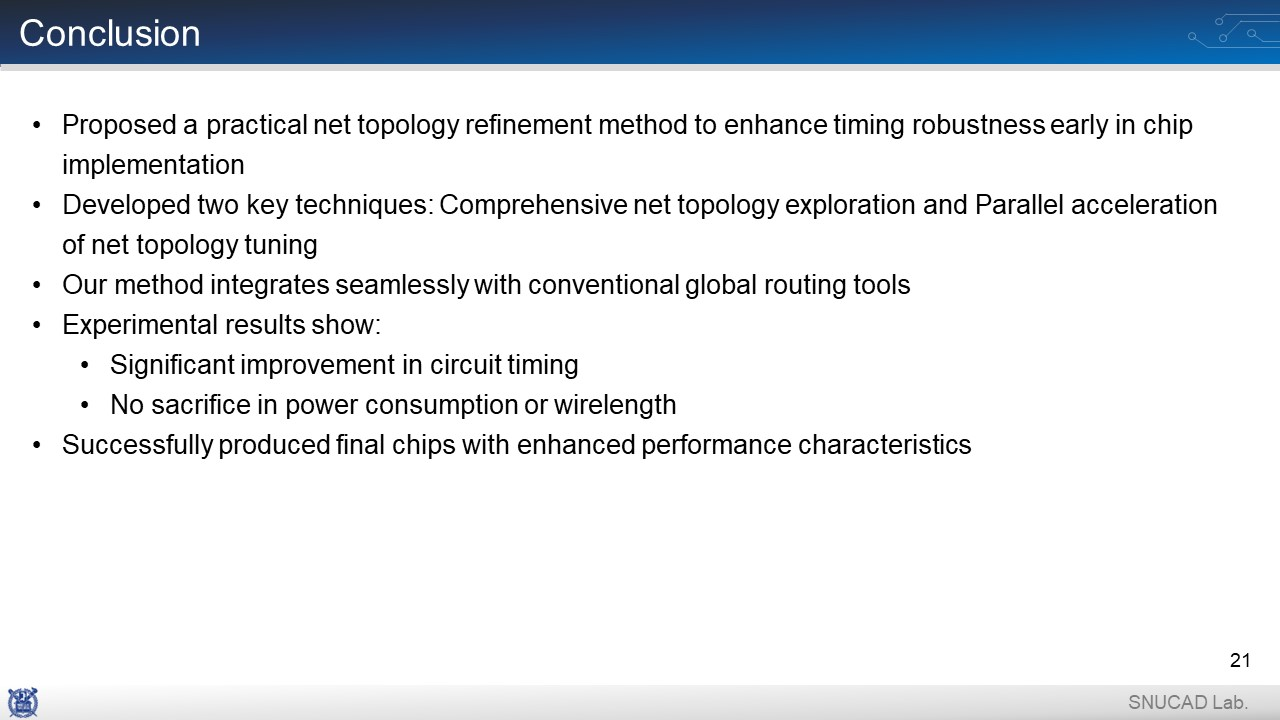 Conclusion
• Proposed a practical net topology refinement method to enhance timing robustness early in chip
implementation
• Developed two key techniques: Comprehensive net topology exploration and Parallel acceleration
of net topology tuning
• Our method integrates seamlessly with conventional global routing tools
• Experimental results show:
• Significant improvement in circuit timing
• No sacrifice in power consumption or wirelength
• Successfully produced final chips with enhanced performance characteristics
21
SNUCAD Lab.